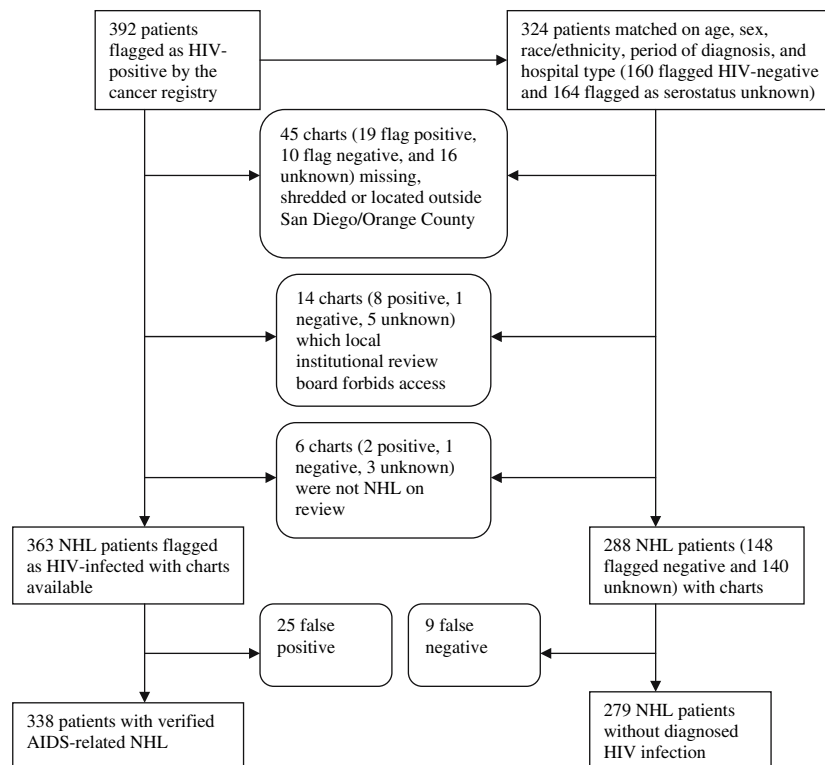 392 patients
flagged as HIV-
positive by the
cancer registry
324 patients matched on age, sex,
race/ethnicity, period of diagnosis, and
hospital type (160 flagged HIV-negative
and 164 flagged as serostatus unknown)
45 charts (19 flag positive,
10 flag negative, and 16
unknown) missing,
shredded or located outside
San Diego/Orange County
14 charts (8 positive, 1
negative, 5 unknown)
which local
institutional review
board forbids access
6 charts (2 positive, 1
negative, 3 unknown)
were not NHL on
review
363 NHL patients flagged
as HIV-infected with charts
available
288 NHL patients (148
flagged negative and 140
unknown) with charts
25 false
positive
9 false
negative
338 patients with verified
AIDS-related NHL
279 NHL patients
without diagnosed
HIV infection